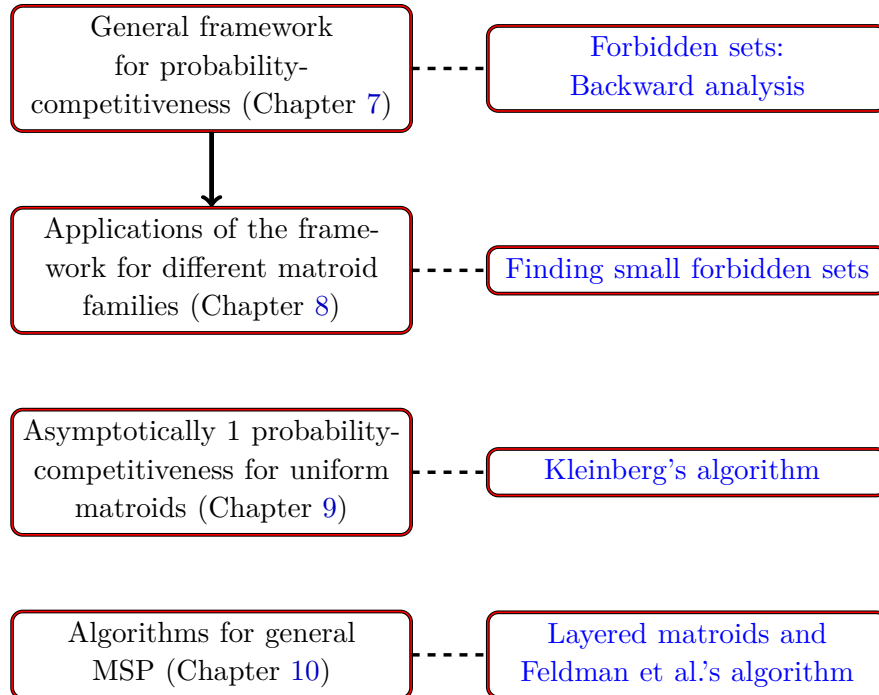 General framework
for probability-
competitiveness (Chapter 7)
Forbidden sets:
Backward analysis
Applications of the frame-
work for different matroid
families (Chapter 8)
Finding small forbidden sets
Asymptotically 1 probability-
competitiveness for uniform
matroids (Chapter 9)
Kleinberg's algorithm
Algorithms for general
MSP (Chapter 10)
Layered matroids and
Feldman et al.'s algorithm